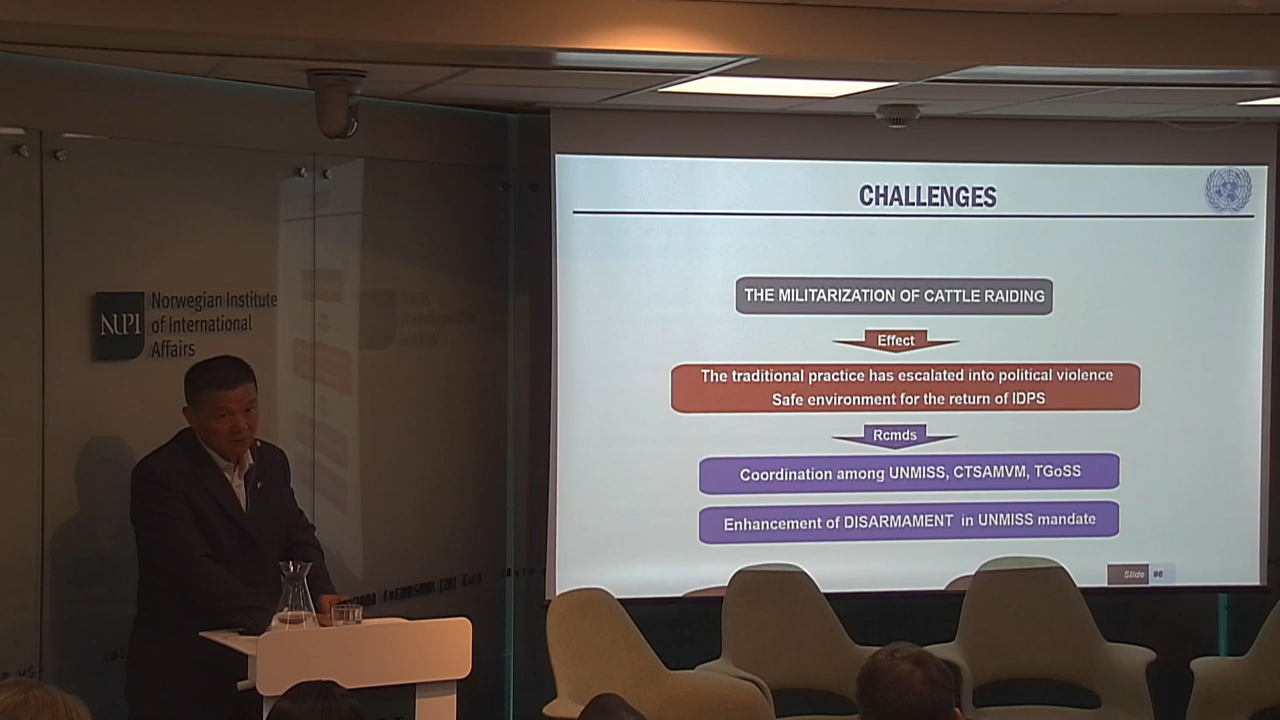 NUPI
Norwegian Institute
of International
Affairs
CHALLENGES
THE MILITARIZATION OF CATTLE RAIDING
Effect
The traditional practice has escalated into political violence
Safe environment for the return of IDPS
Rcmds
Coordination among UNMISS, CTSAMVM, TGoSS
Enhancement of DISARMAMENT in UNMISS mandate
Slide #6